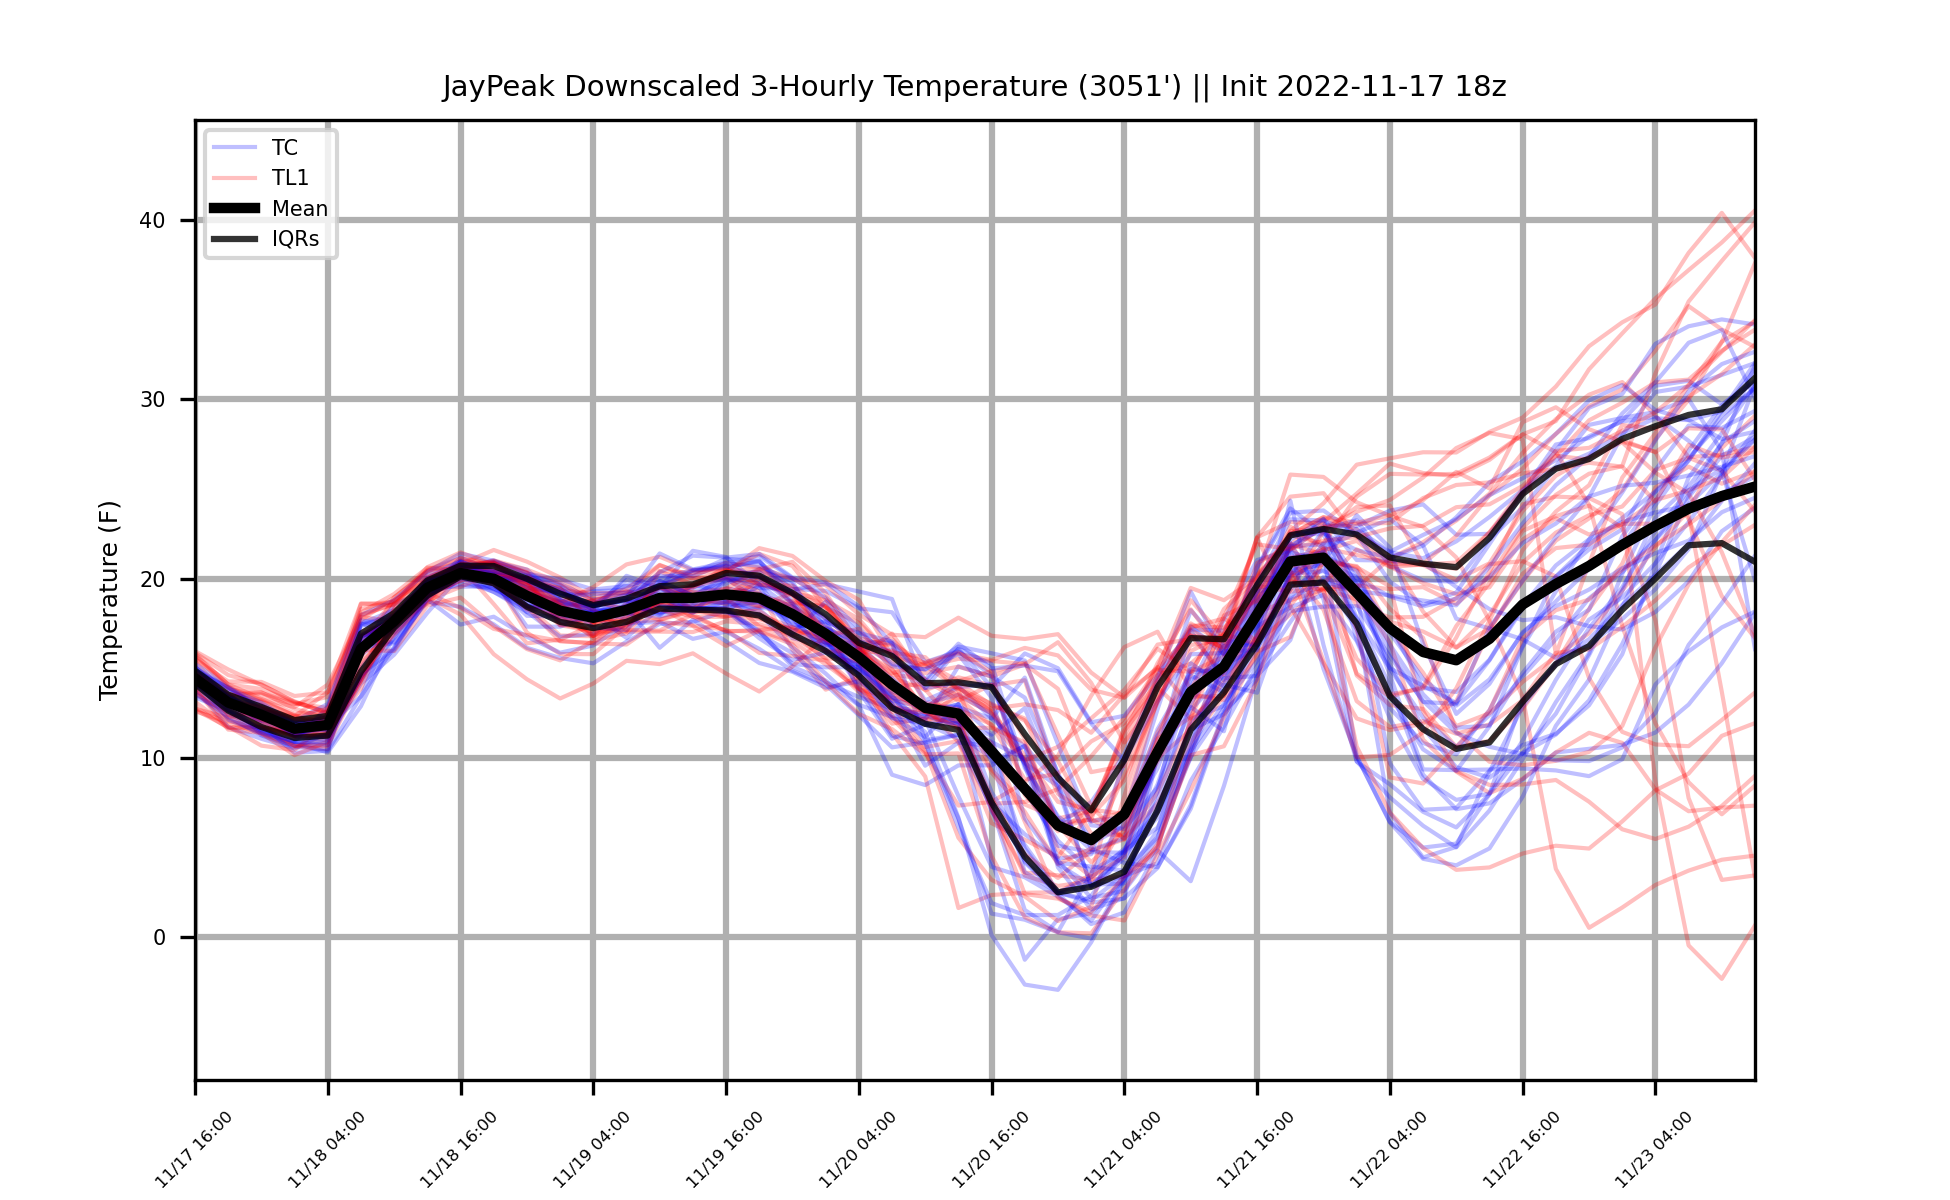 JayPeak Downscaled 3-Hourly Temperature (3051') || Init 2022-11-17 18z
TC
TL1
Mean
IQRs
Temperature (F)
40
30
20
10
0
11/17 16:00
11/18 04:00
11/18 16:00
11/19 04:00
11/19 16:00
11/20 04:00
11/20 16:00
11/21 04:00
11/21 16:00
11/22 04:00
11/22 16:00
11/23 04:00